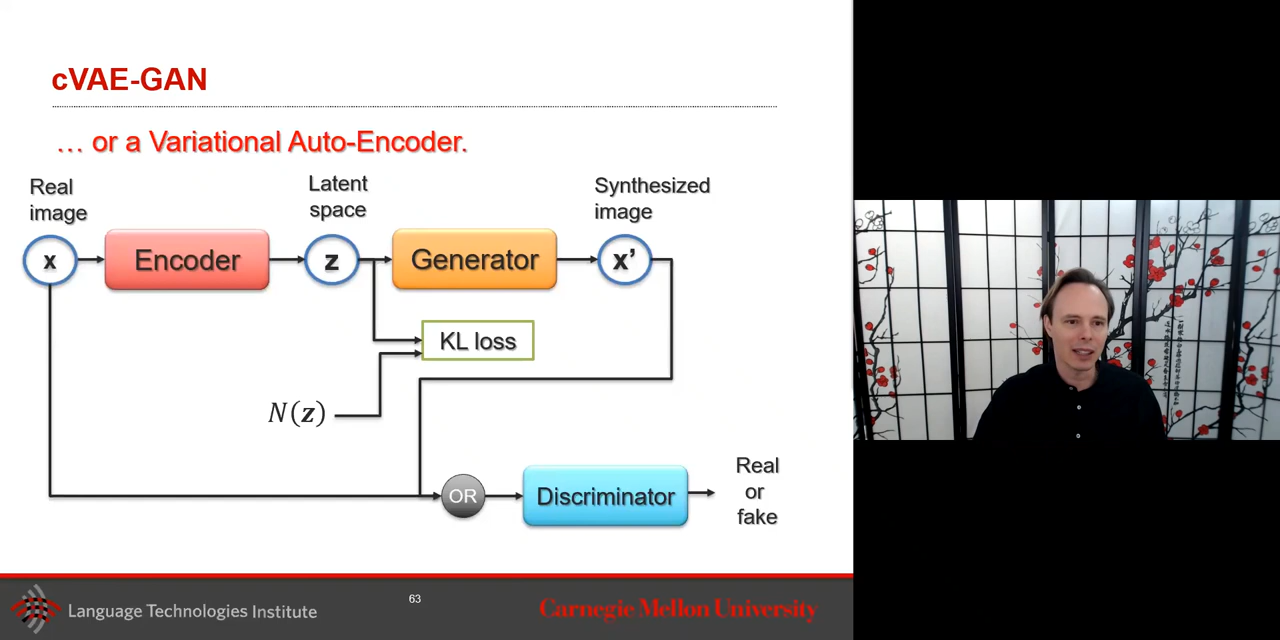 cVAE-GAN
… or a Variational Auto-Encoder.
Real
image
Latent
space
Synthesized
image
x
Encoder
z
Generator
x’
KL loss
N(z)
OR
Discriminator
Real
or
fake
Language Technologies Institute
63
Carnegie Mellon University